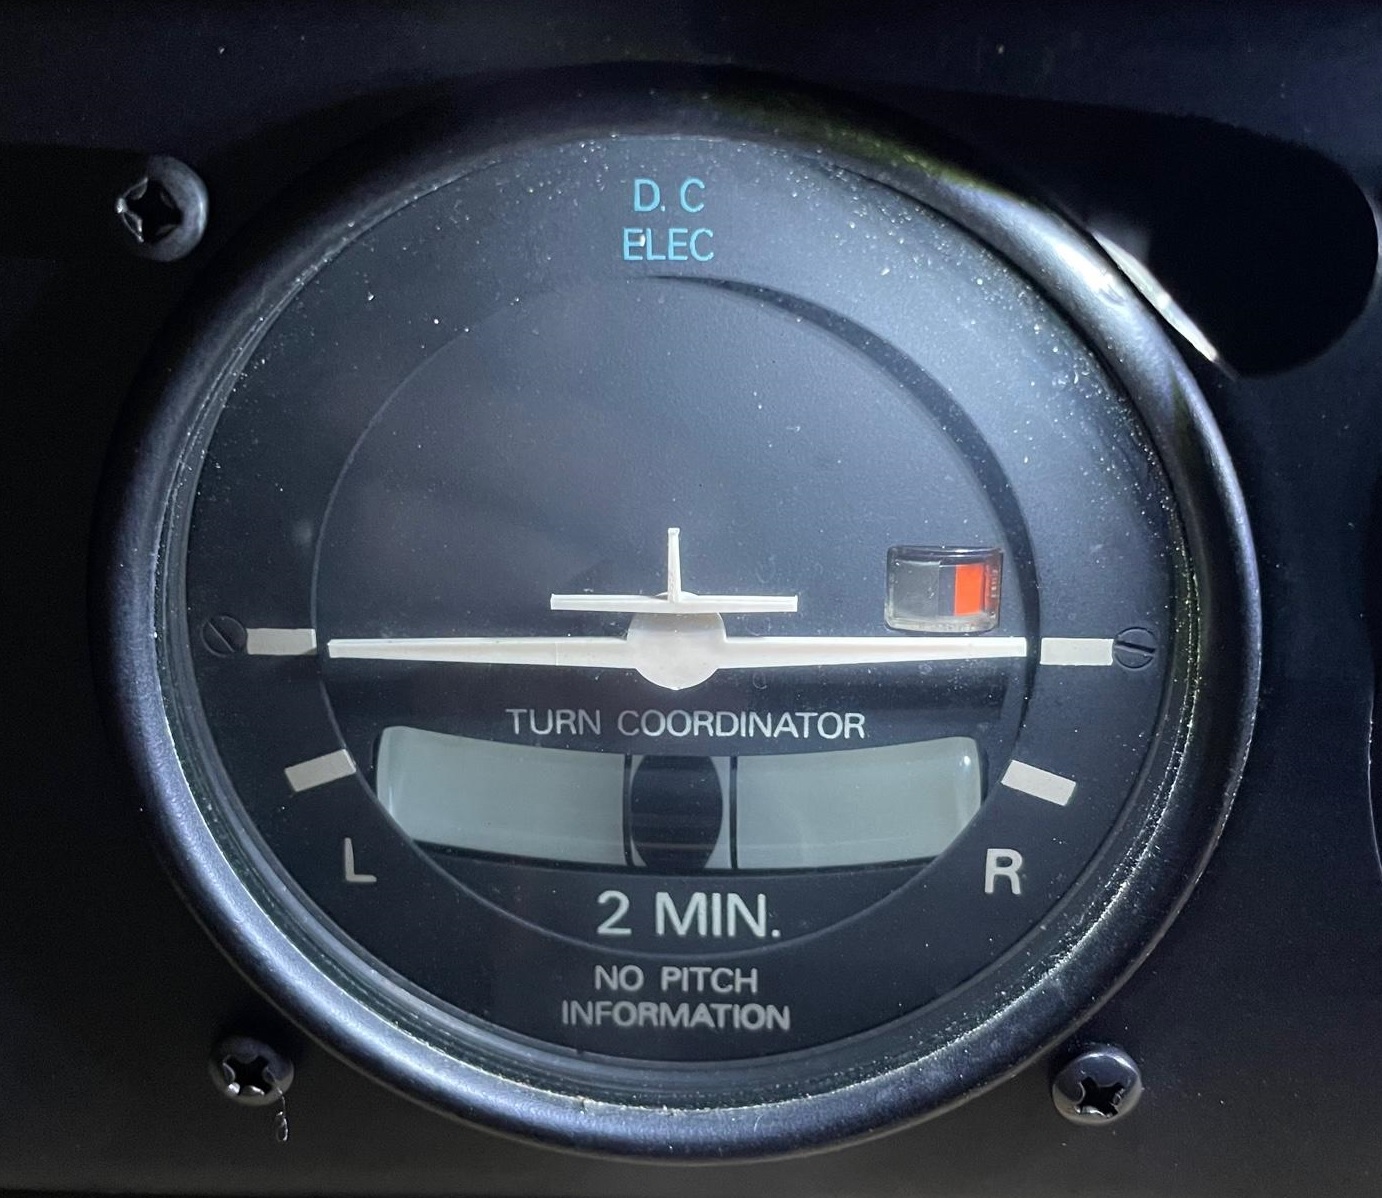 D.C
ELEC
TURN COORDINATOR
L
R
2 MIN.
NO PITCH
INFORMATION